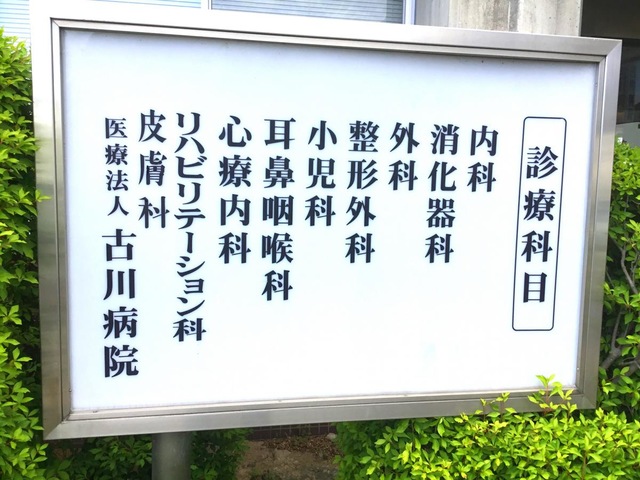 診療科目
内科
消化器科
外科
整形外科
小児科
耳鼻咽喉科
心療内科
リハビリテーション科
皮膚科
医療法人 古川病院